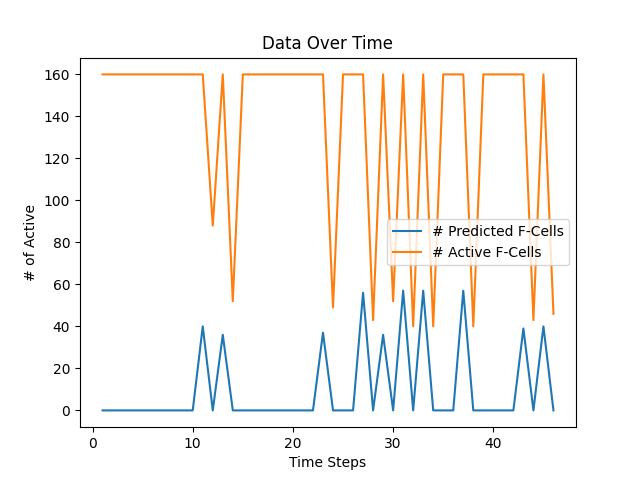 Data Over Time
# of Active
160
140
120
100
80
60
40
20
0
# Predicted F-Cells
# Active F-Cells
0
10
20
30
40
Time Steps